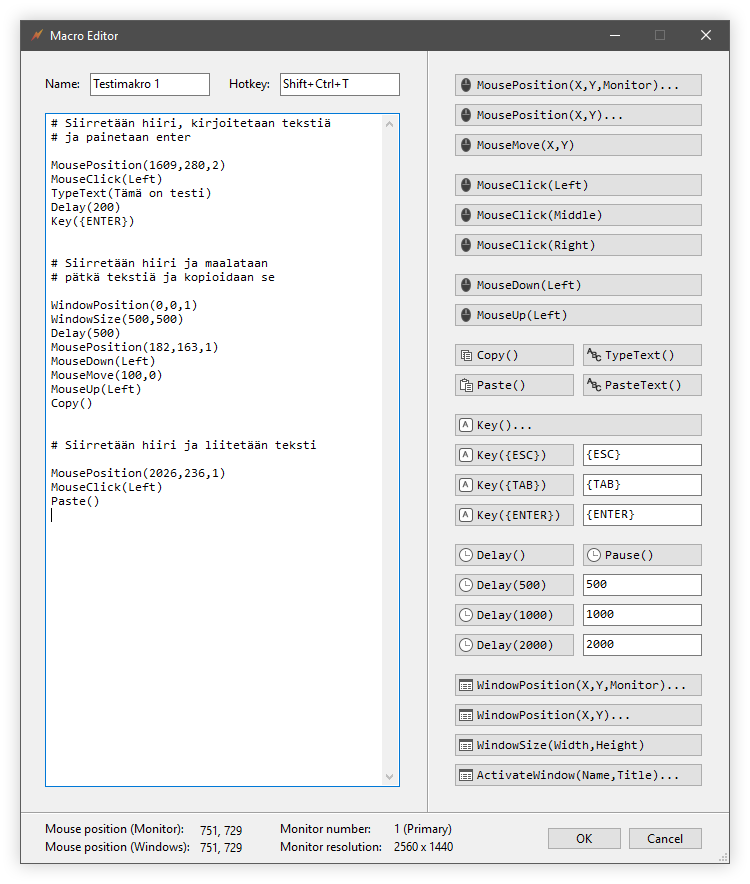 Macro Editor
Name: Testimakro 1 Hotkey: Shift+Ctrl+T
# Siirretään hiiri, kirjoitetaan tekstiä
# ja painetaan enter
MousePosition(1609,280,2)
MouseClick(Left)
TypeText(Tämä on testi)
Delay(200)
Key({ENTER})
# Siirretään hiiri ja maalataan
# pätkä tekstiä ja kopioidaan se
WindowPosition(0,0,1)
WindowSize(500,500)
Delay(500)
MousePosition(182,163,1)
MouseDown(Left)
MouseMove(100,0)
MouseUp(Left)
Copy()
# Siirretään hiiri ja liitetään teksti
MousePosition(2026,236,1)
MouseClick(Left)
Paste()
MousePosition(X,Y,Monitor)...
MousePosition(X,Y)...
MouseMove(X,Y)
MouseClick(Left)
MouseClick(Middle)
MouseClick(Right)
MouseDown(Left)
MouseUp(Left)
Copy() ABC TypeText()
Paste() ABC PasteText()
A Key()...
A Key({ESC}) {ESC}
A Key({TAB}) {TAB}
A Key({ENTER}) {ENTER}
Delay() Pause()
Delay(500) 500
Delay(1000) 1000
Delay(2000) 2000
WindowPosition(X,Y,Monitor)...
WindowPosition(X,Y)...
WindowSize(Width,Height)
ActivateWindow(Name,Title)...
Mouse position (Monitor): 751, 729 Monitor number: 1 (Primary)
Mouse position (Windows): 751, 729 Monitor resolution: 2560 x 1440
OK Cancel